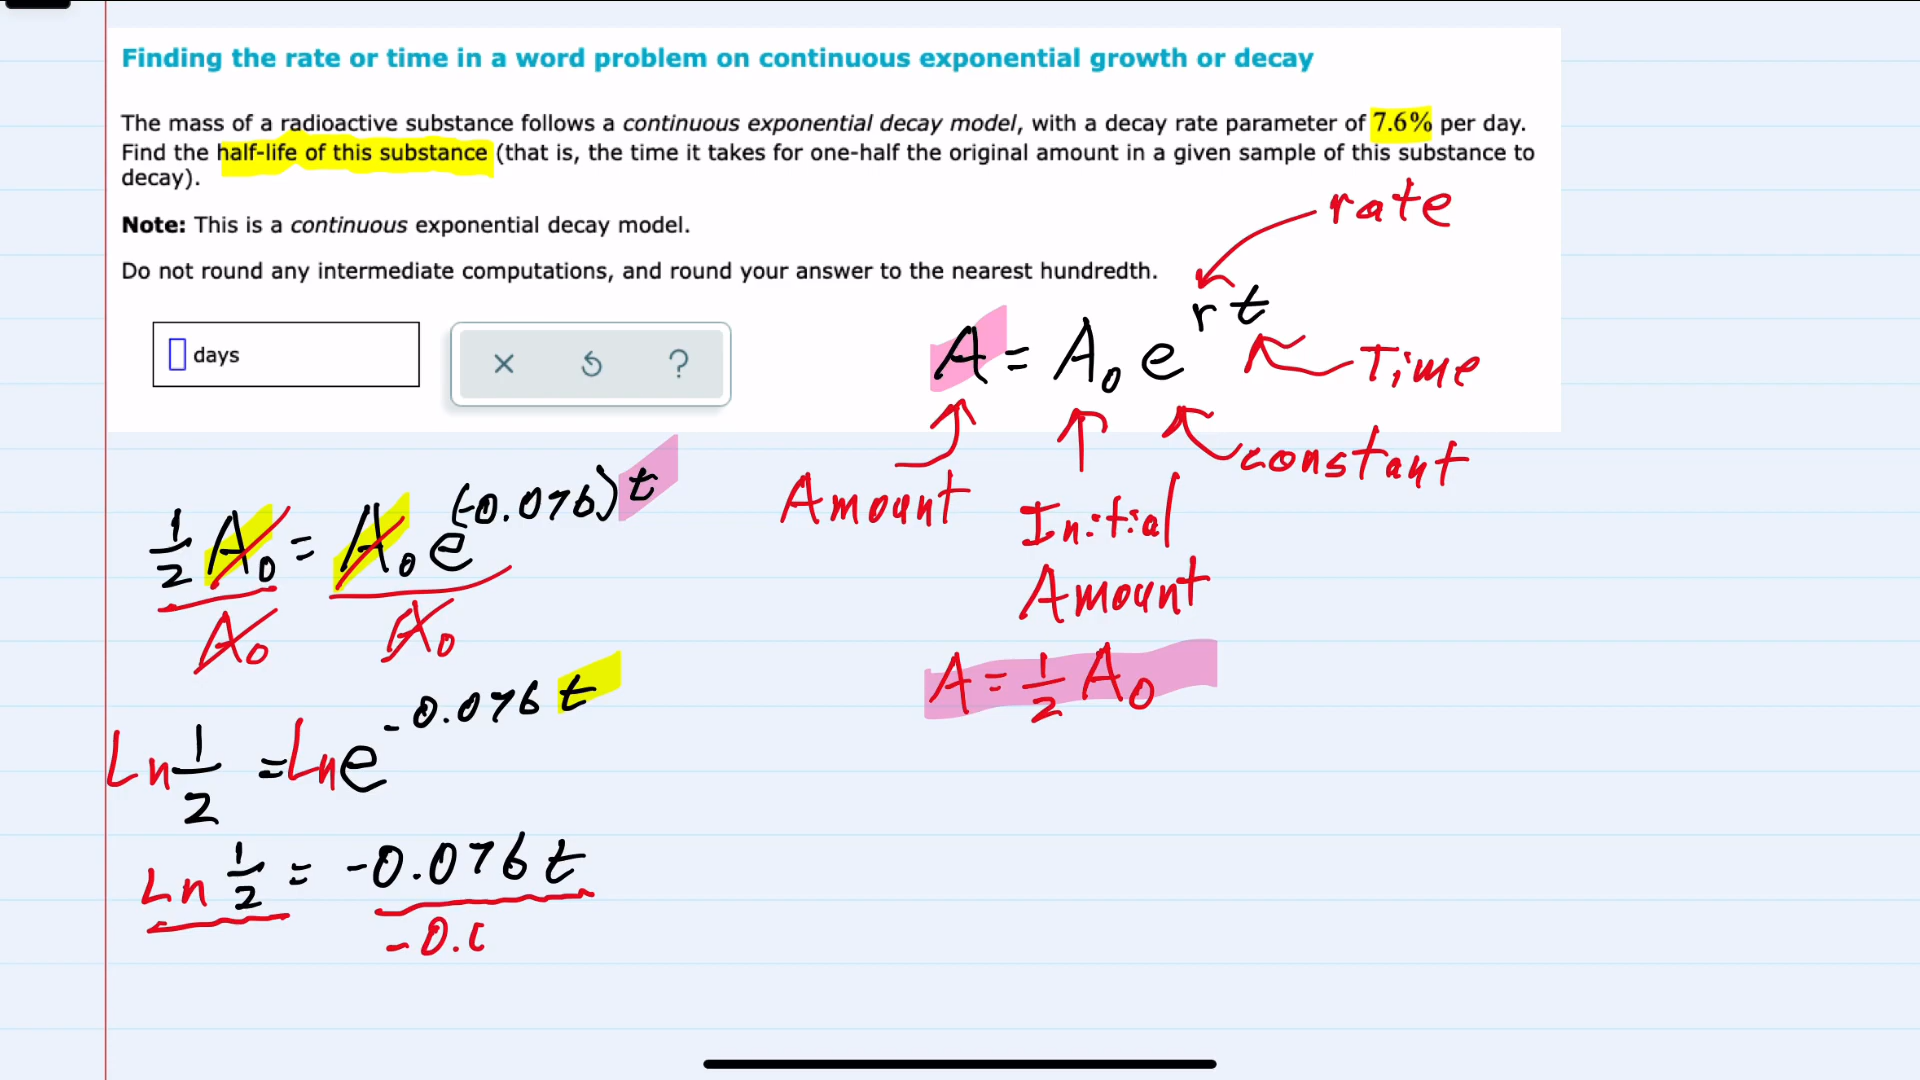 Finding the rate or time in a word problem on continuous exponential growth or decay
The mass of a radioactive substance follows a continuous exponential decay model, with a decay rate parameter of 7.6% per day.
Find the half-life of this substance (that is, the time it takes for one-half the original amount in a given sample of this substance to
decay).
Note: This is a continuous exponential decay model.
Do not round any intermediate computations, and round your answer to the nearest hundredth.
days
× ↺ ?
rate
A = A₀ e^rt
Time
constant
Amount
Initial
Amount
A = 1/2 A₀
1/2 A₀ = A₀ e^(-0.076)t
A₀ A₀
Ln 1/2 = Ln e^-0.076t
Ln 1/2 = -0.076t
-0.0